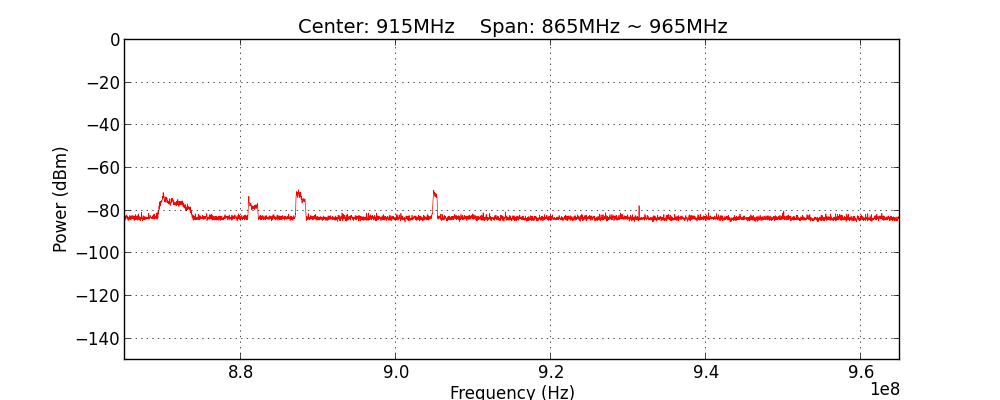 Center: 915MHz    Span: 865MHz ~ 965MHz
0
−20
−40
−60
−80
−100
−120
−140
Power (dBm)
8.8 9.0 9.2 9.4 9.6
1e8
Frequency (Hz)